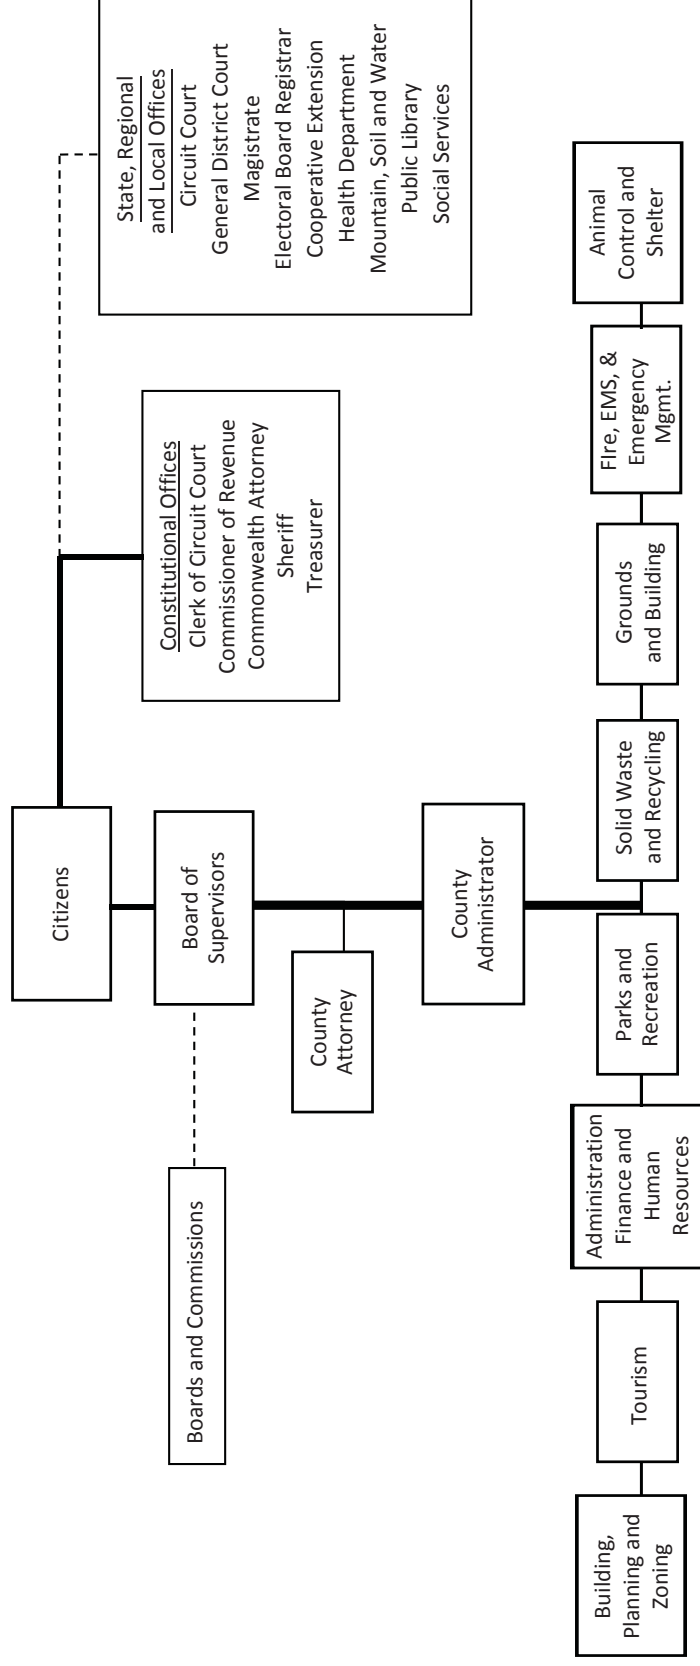 Citizens
State, Regional
and Local Offices
Circuit Court
General District Court
Magistrate
Electoral Board Registrar
Cooperative Extension
Health Department
Mountain, Soil and Water
Public Library
Social Services
Constitutional Offices
Clerk of Circuit Court
Commissioner of Revenue
Commonwealth Attorney
Sheriff
Treasurer
Boards and Commissions
Board of
Supervisors
County
Attorney
County
Administrator
Building,
Planning and
Zoning
Tourism
Administration
Finance and
Human
Resources
Parks and
Recreation
Solid Waste
and Recycling
Grounds
and Building
FIre, EMS, &
Emergency
Mgmt.
Animal
Control and
Shelter